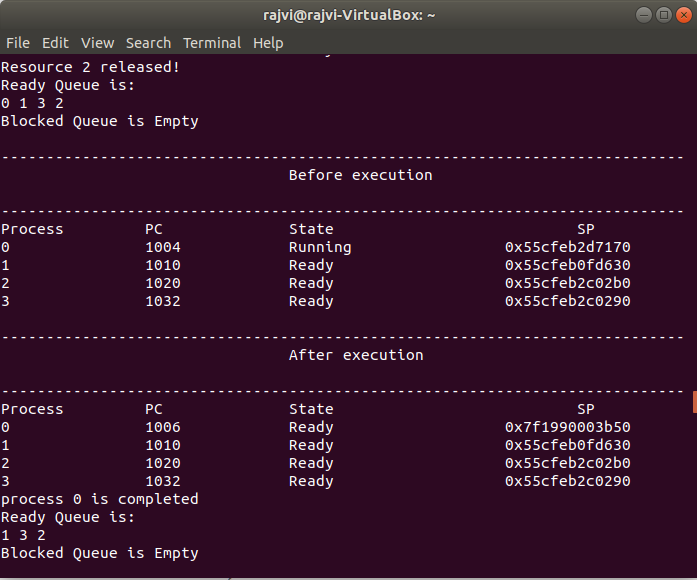 rajvi@rajvi-VirtualBox: ~
File Edit View Search Terminal Help
Resource 2 released!
Ready Queue is:
0 1 3 2
Blocked Queue is Empty
----------------------------------------------------------------------------
Before execution
----------------------------------------------------------------------------
Process PC State SP
0 1004 Running 0x55cfeb2d7170
1 1010 Ready 0x55cfeb0fd630
2 1020 Ready 0x55cfeb2c02b0
3 1032 Ready 0x55cfeb2c0290
----------------------------------------------------------------------------
After execution
----------------------------------------------------------------------------
Process PC State SP
0 1006 Ready 0x7f1990003b50
1 1010 Ready 0x55cfeb0fd630
2 1020 Ready 0x55cfeb2c02b0
3 1032 Ready 0x55cfeb2c0290
process 0 is completed
Ready Queue is:
1 3 2
Blocked Queue is Empty